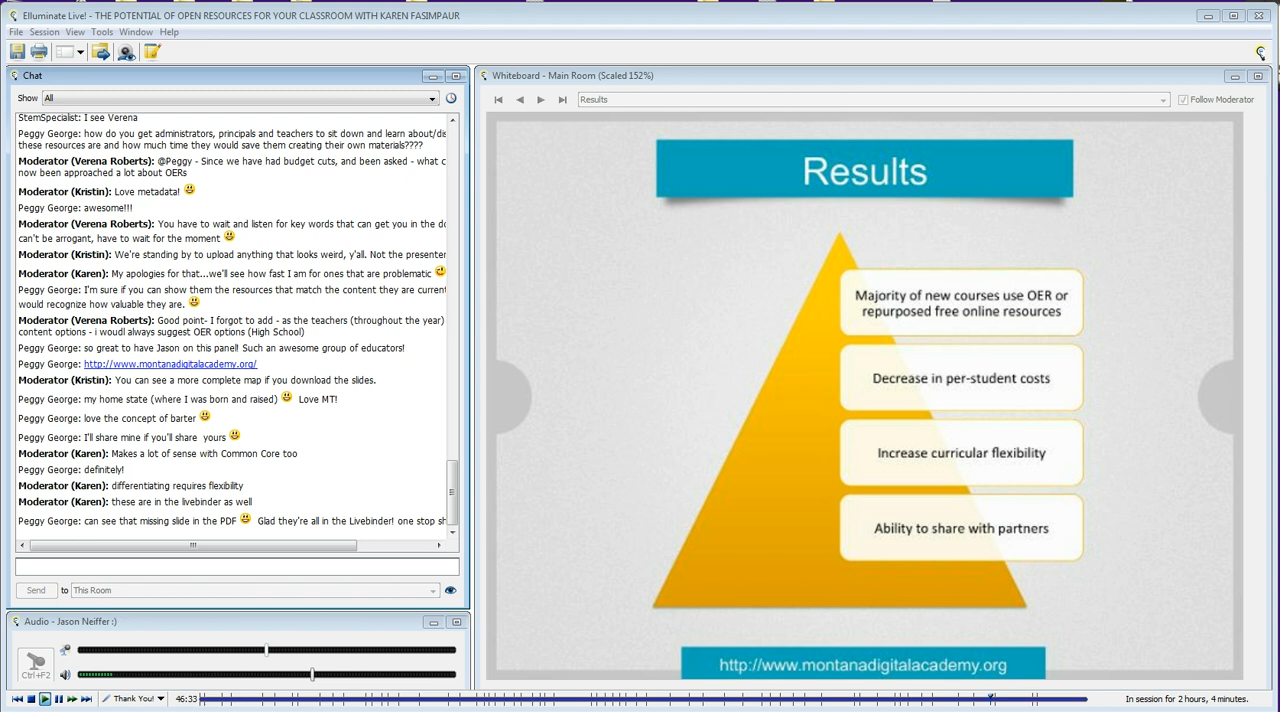 Elluminate Live! - THE POTENTIAL OF OPEN RESOURCES FOR YOUR CLASSROOM WITH KAREN FASIMPAUR
File Session View Tools Window Help
Chat
Show All
StemSpecialist: I see Verena
Peggy George: how do you get administrators, principals and teachers to sit down and learn about/dis
these resources are and how much time they would save them creating their own materials????
Moderator (Verena Roberts): @Peggy - Since we have had budget cuts, and been asked - what c
now been approached a lot about OERs
Moderator (Kristin): Love metadata!
Peggy George: awesome!!!
Moderator (Verena Roberts): You have to wait and listen for key words that can get you in the do
can't be arrogant, have to wait for the moment
Moderator (Kristin): We're standing by to upload anything that looks weird, y'all. Not the presenter
Moderator (Karen): My apologies for that...we'll see how fast I am for ones that are problematic
Peggy George: I'm sure if you can show them the resources that match the content they are current
would recognize how valuable they are.
Moderator (Verena Roberts): Good point- I forgot to add - as the teachers (throughout the year)
content options - i woudl always suggest OER options (High School)
Peggy George: so great to have Jason on this panel! Such an awesome group of educators!
Peggy George: http://www.montanadigitalacademy.org/
Moderator (Kristin): You can see a more complete map if you download the slides.
Peggy George: my home state (where I was born and raised) Love MT!
Peggy George: love the concept of barter
Peggy George: I'll share mine if you'll share yours
Moderator (Karen): Makes a lot of sense with Common Core too
Peggy George: definitely!
Moderator (Karen): differentiating requires flexibility
Moderator (Karen): these are in the livebinder as well
Peggy George: can see that missing slide in the PDF Glad they're all in the Livebinder! one stop sh
Send to This Room
Audio - Jason Neiffer :)
Ctrl+F2
Thank You! 46:33
In session for 2 hours, 4 minutes.
Whiteboard - Main Room (Scaled 152%)
Results
Follow Moderator
Results
Majority of new courses use OER or
repurposed free online resources
Decrease in per-student costs
Increase curricular flexibility
Ability to share with partners
http://www.montanadigitalacademy.org